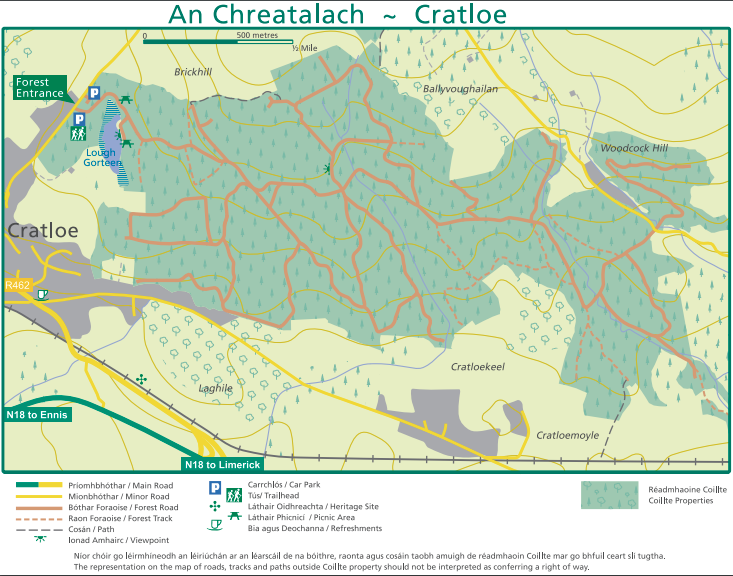 An Chreatalach ~ Cratloe
0
500 metres
½ Mile
Brickhill
Forest
Entrance
P
Ballyvoughailan
P
Woodcock Hill
Lough
Gorteen
Cratloe
R462
Cratloekeel
Laghile
N18 to Ennis
Cratloemoyle
N18 to Limerick
Príomhbhóthar / Main Road
Mionbhóthar / Minor Road
Bóthar Foraoise / Forest Road
Raon Foraoise / Forest Track
Cosán / Path
Ionad Amhairc / Viewpoint
P Carrchlós / Car Park
Tús/ Trailhead
Láthair Oidhreachta / Heritage Site
Láthair Phicnicí / Picnic Area
Bia agus Deochanna / Refreshments
Réadmhaoine Coillte
Coillte Properties
Níor chóir go léirmhíneodh an léiriúchán ar an léarscáil de na bóithre, raonta agus cosáin taobh amuigh de réadmhaoin Coillte mar go bhfuil ceart slí tugtha.
The representation on the map of roads, tracks and paths outside Coillte property should not be interpreted as conferring a right of way.